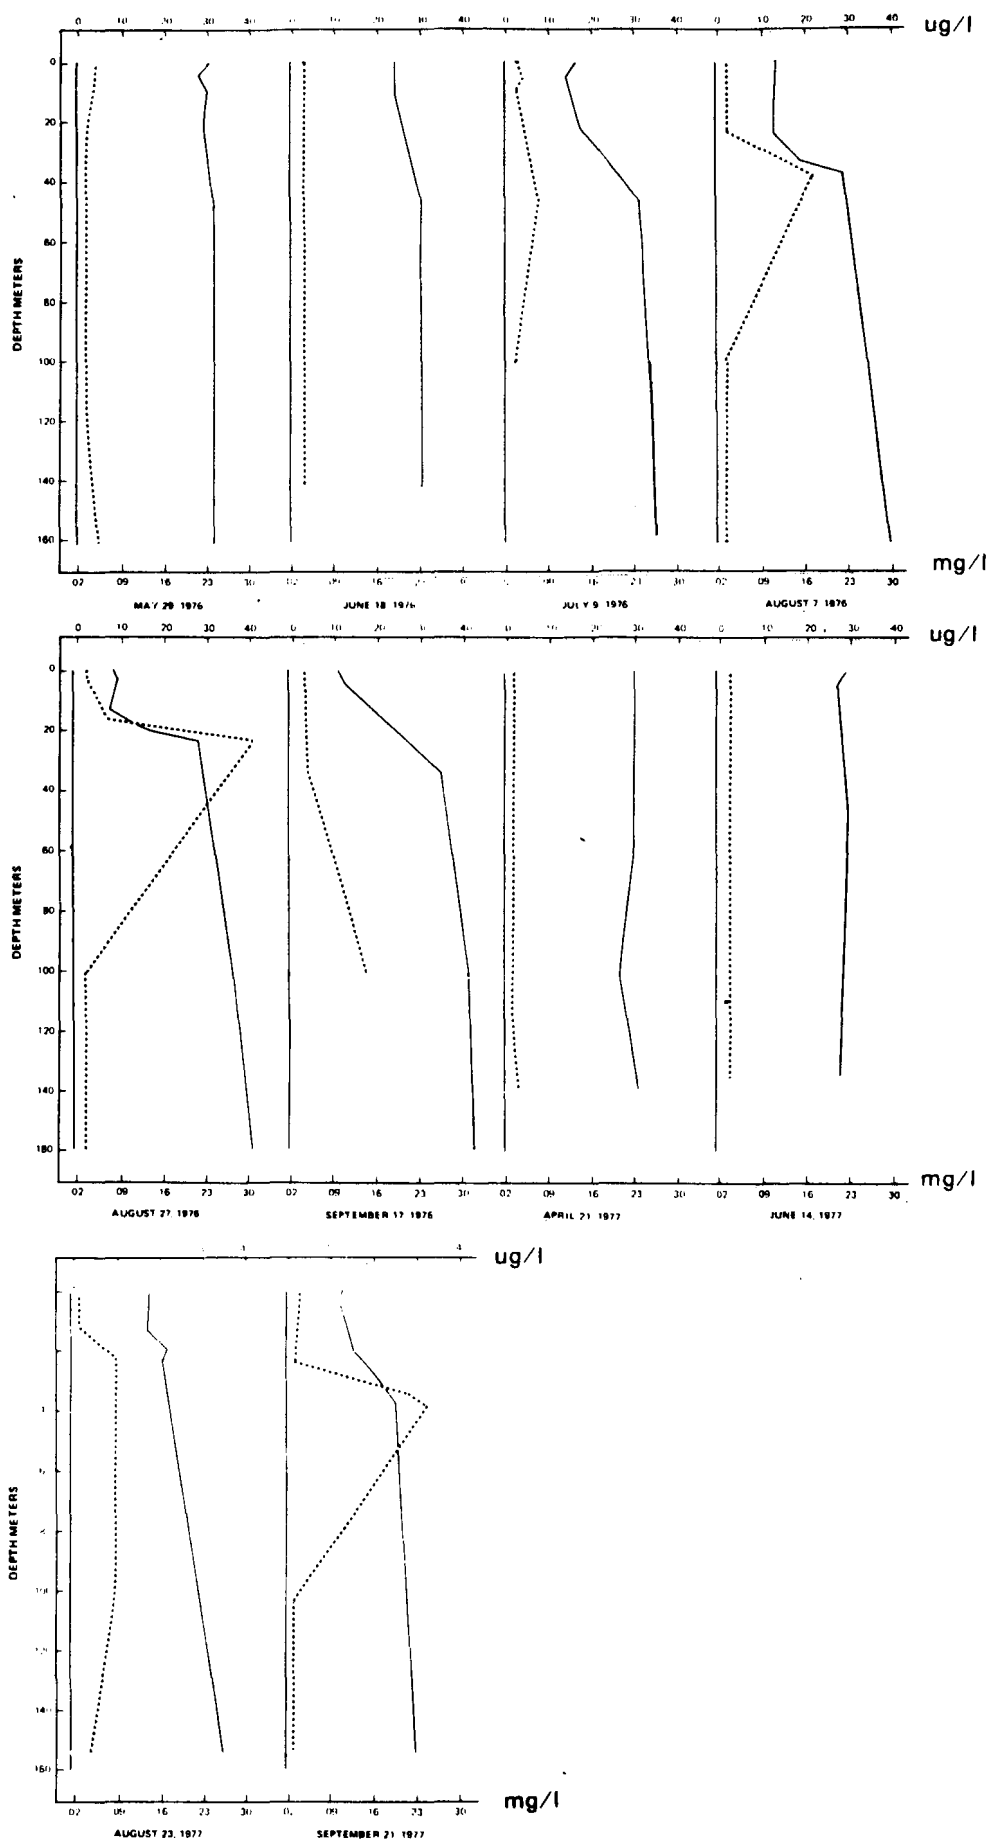 0 10 20 30 40 0 10 20 30 40 0 10 20 30 40 0 10 20 30 40 ug/l
0
20
40
60
80
100
120
140
160
DEPTH METERS
02 09 16 23 30 02 09 16 23 30 09 16 23 30 02 09 16 23 30 mg/l
MAY 29, 1976 JUNE 18, 1976 JULY 9, 1976 AUGUST 7, 1976
0 10 20 30 40 0 10 20 30 40 0 10 20 30 40 0 10 20 30 40 ug/l
0
20
40
60
80
100
120
140
180
DEPTH METERS
02 09 16 23 30 02 09 16 23 30 02 09 16 23 30 02 09 16 23 30 mg/l
AUGUST 27, 1976 SEPTEMBER 17, 1976 APRIL 21, 1977 JUNE 14, 1977
ug/l
DEPTH METERS
140
160
02 09 16 23 30 09 16 23 30 mg/l
AUGUST 23, 1977 SEPTEMBER 21, 1977